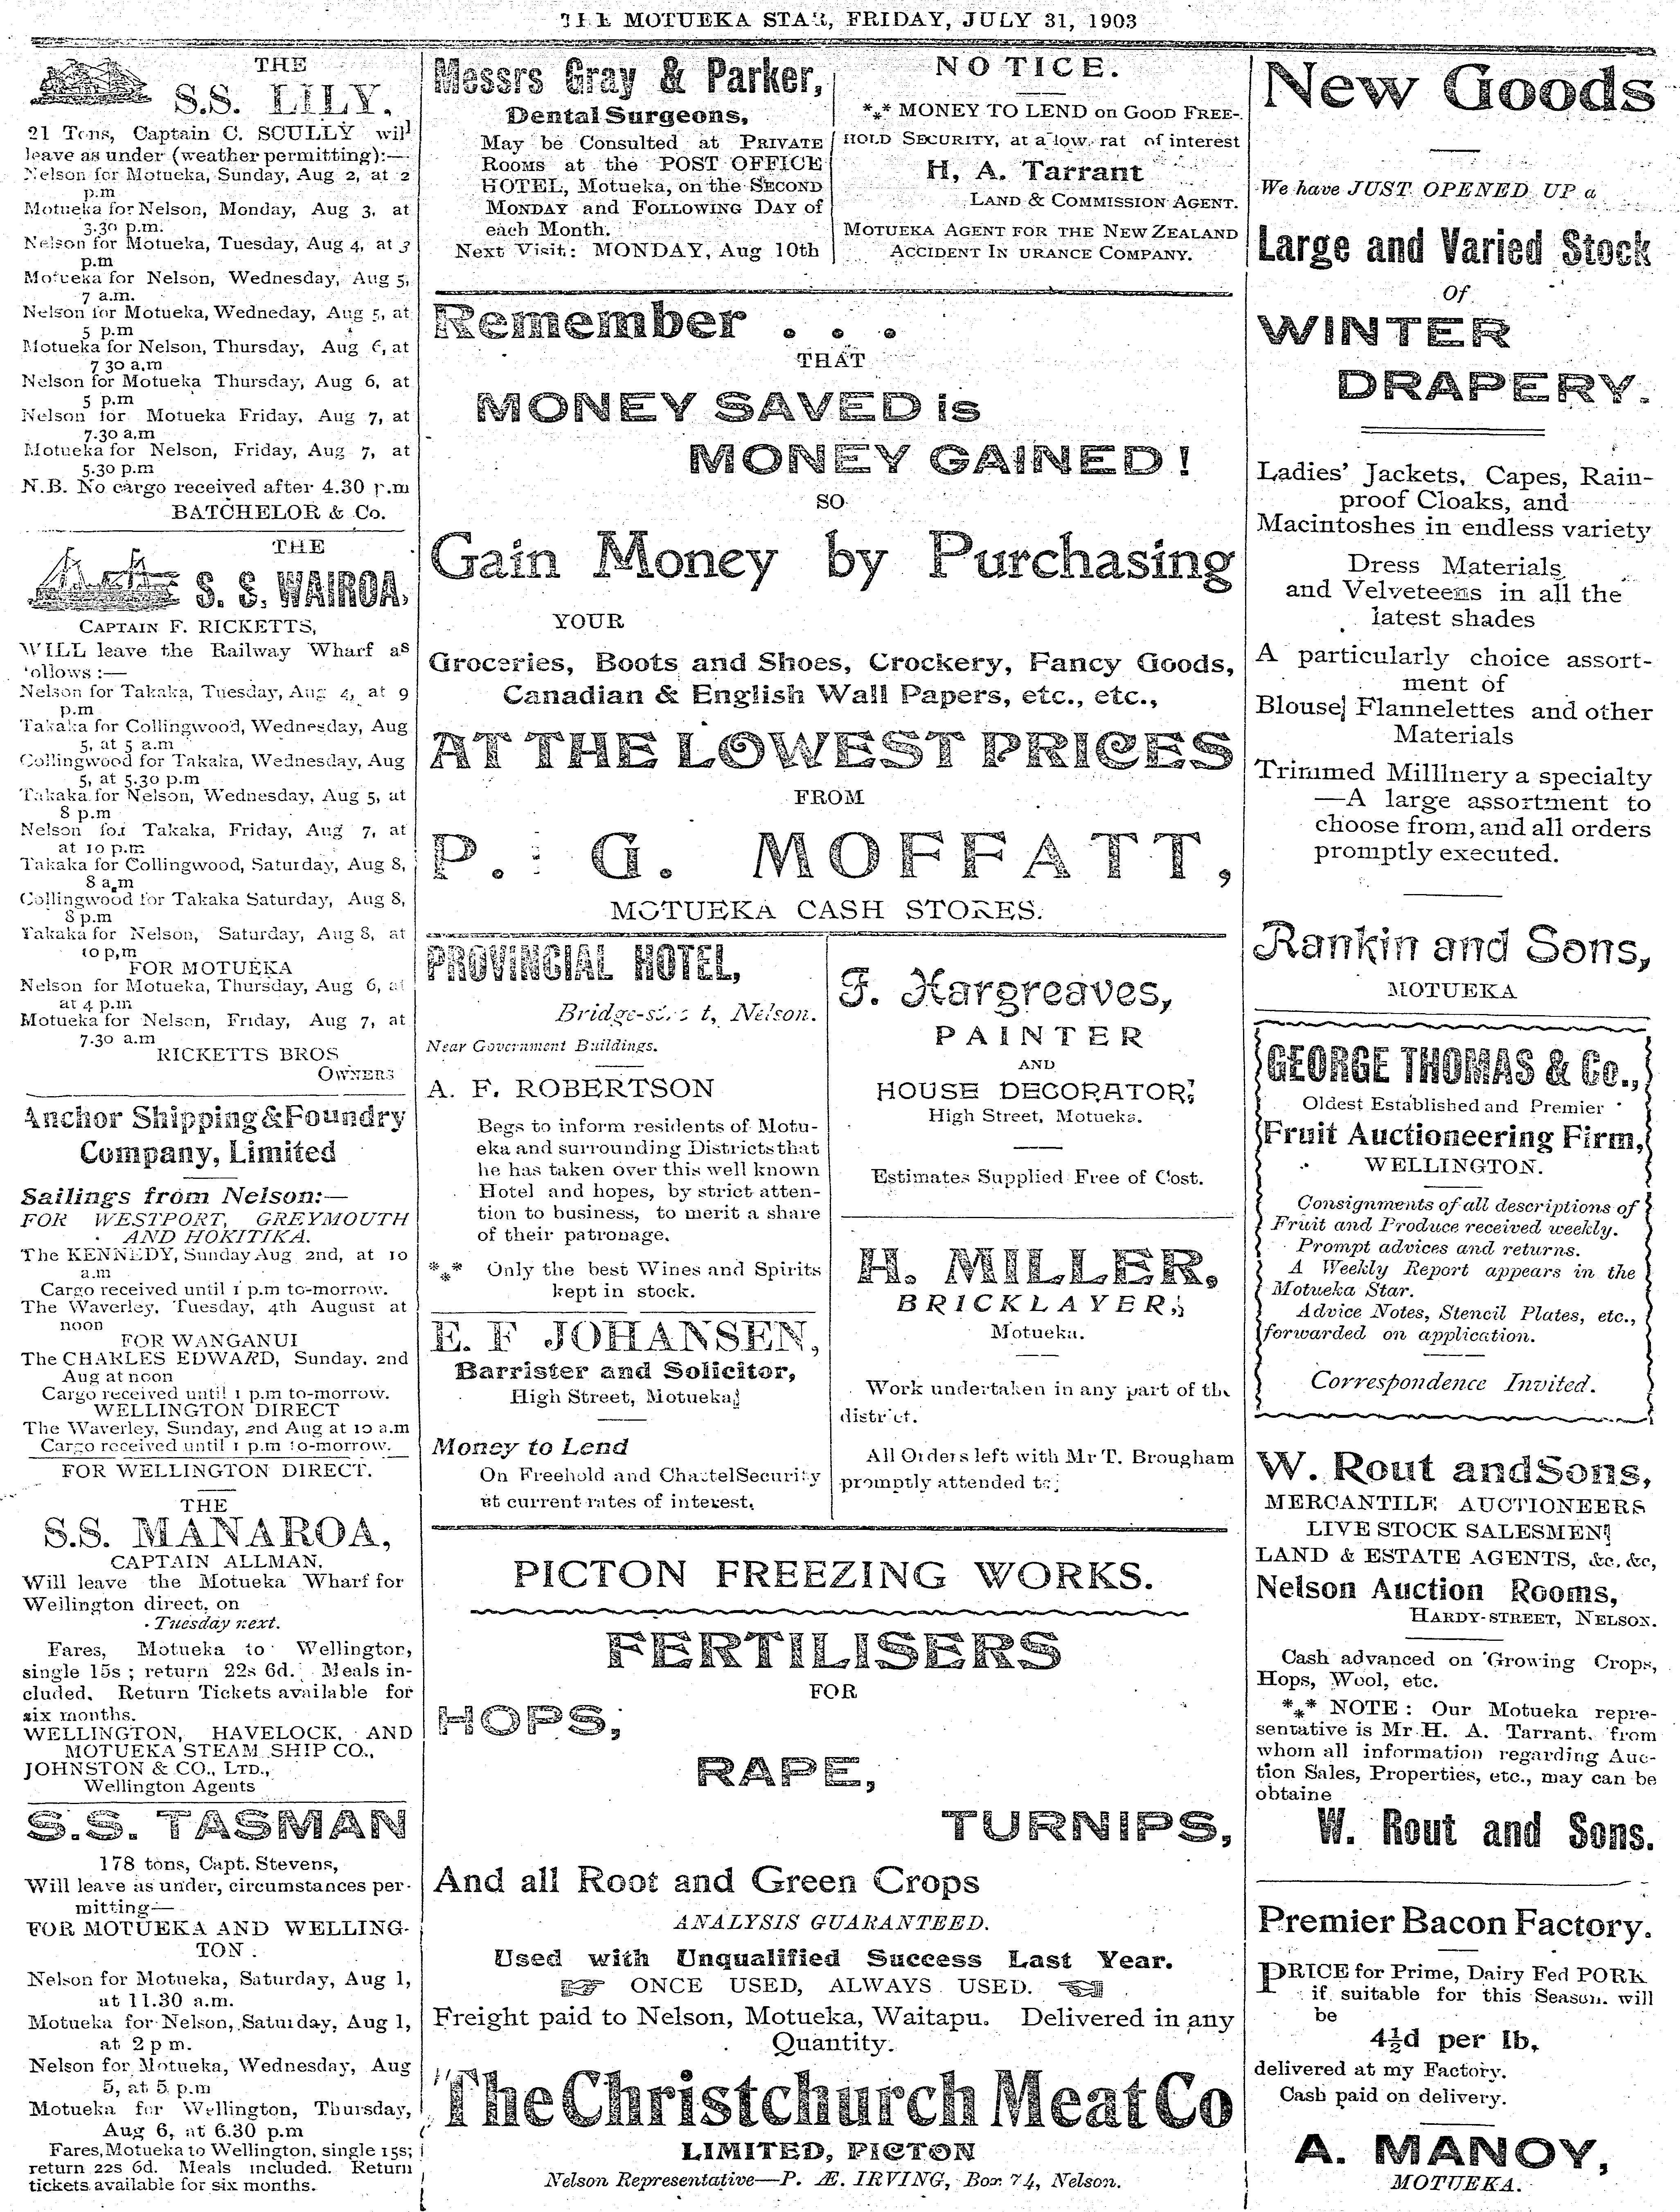 THE MOTUEKA STAR, FRIDAY, JULY 31, 1903
THE
S.S. LILY,
21 Tons, Captain C. SCULLY will
leave as under (weather permitting):—
Nelson for Motueka, Sunday, Aug 2, at 2
p.m
Motueka for Nelson, Monday, Aug 3, at
3.30 p.m.
Nelson for Motueka, Tuesday, Aug 4, at 3
p.m
Motueka for Nelson, Wednesday, Aug 5,
7 a.m.
Nelson for Motueka, Wedneday, Aug 5, at
5 p.m
Motueka for Nelson, Thursday, Aug 6, at
7 30 a.m
Nelson for Motueka Thursday, Aug 6, at
5 p.m
Nelson for Motueka Friday, Aug 7, at
7.30 a.m
Motueka for Nelson, Friday, Aug 7, at
5.30 p.m
N.B. No cargo received after 4.30 p.m
BATCHELOR & Co.
THE
S. S. WAIROA,
CAPTAIN F. RICKETTS,
WILL leave the Railway Wharf as
follows :—
Nelson for Takaka, Tuesday, Aug 4, at 9
p.m
Takaka for Collingwood, Wednesday, Aug
5, at 5 a.m
Collingwood for Takaka, Wednesday, Aug
5, at 5.30 p.m
Takaka for Nelson, Wednesday, Aug 5, at
8 p.m
Nelson for Takaka, Friday, Aug 7, at
at 10 p.m
Takaka for Collingwood, Saturday, Aug 8,
8 a.m
Collingwood for Takaka Saturday, Aug 8,
8 p.m
Takaka for Nelson, Saturday, Aug 8, at
10 p,m
FOR MOTUEKA
Nelson for Motueka, Thursday, Aug 6, at
at 4 p.m
Motueka for Nelson, Friday, Aug 7, at
7.30 a.m
RICKETTS BROS
OWNERS
Anchor Shipping & Foundry
Company, Limited
Sailings from Nelson:—
FOR WESTPORT, GREYMOUTH
AND HOKITIKA.
The KENNEDY, Sunday Aug 2nd, at 10
a.m
Cargo received until 1 p.m to-morrow.
The Waverley, Tuesday, 4th August at
noon
FOR WANGANUI
The CHARLES EDWARD, Sunday, 2nd
Aug at noon
Cargo received until 1 p.m to-morrow.
WELLINGTON DIRECT
The Waverley, Sunday, 2nd Aug at 10 a.m
Cargo received until 1 p.m to-morrow.
FOR WELLINGTON DIRECT.
THE
S.S. MANAROA,
CAPTAIN ALLMAN,
Will leave the Motueka Wharf for
Weilington direct, on
Tuesday next.
Fares, Motueka to Wellington,
single 15s ; return 22s 6d. Meals in-
cluded. Return Tickets available for
six months.
WELLINGTON, HAVELOCK, AND
MOTUEKA STEAM SHIP CO.,
JOHNSTON & CO., LTD.,
Wellington Agents
S.S. TASMAN
178 tons, Capt. Stevens,
Will leave as under, circumstances per-
mitting—
FOR MOTUEKA AND WELLING-
TON.
Nelson for Motueka, Saturday, Aug 1,
at 11.30 a.m.
Motueka for Nelson, Saturday, Aug 1,
at 2 p m.
Nelson for Motueka, Wednesday, Aug
5, at 5 p.m
Motueka for Wellington, Thursday,
Aug 6, at 6.30 p.m
Fares, Motueka to Wellington, single 15s;
return 22s 6d. Meals included. Return
tickets available for six months.
Messrs Gray & Parker,
Dental Surgeons,
May be Consulted at PRIVATE
ROOMS at the POST OFFICE
HOTEL, Motueka, on the SECOND
MONDAY and FOLLOWING DAY of
each Month.
Next Visit: MONDAY, Aug 10th
NOTICE.
*** MONEY TO LEND on GOOD FREE-
HOLD SECURITY, at a low rat of interest
H, A. Tarrant
LAND & COMMISSION AGENT.
MOTUEKA AGENT FOR THE NEW ZEALAND
ACCIDENT IN URANCE COMPANY.
Remember . . .
THAT
MONEY SAVED is
MONEY GAINED !
SO
Gain Money by Purchasing
YOUR
Groceries, Boots and Shoes, Crockery, Fancy Goods,
Canadian & English Wall Papers, etc., etc.,
AT THE LOWEST PRICES
FROM
P. G. MOFFATT,
MOTUEKA CASH STORES.
PROVINCIAL HOTEL,
Bridge-street, Nelson.
Near Government Buildings.
A. F. ROBERTSON
Begs to inform residents of Motu-
eka and surrounding Districts that
he has taken over this well known
Hotel and hopes, by strict atten-
tion to business, to merit a share
of their patronage.
*** Only the best Wines and Spirits
kept in stock.
E. F JOHANSEN,
Barrister and Solicitor,
High Street, Motueka,
Money to Lend
On Freehold and Chattel Security
at current rates of interest.
F. Hargreaves,
PAINTER
AND
HOUSE DECORATOR,
High Street, Motueka.
Estimates Supplied Free of Cost.
H. MILLER,
BRICKLAYER,
Motueka.
Work undertaken in any part of the
district.
All Orders left with Mr T. Brougham
promptly attended to
PICTON FREEZING WORKS.
FERTILISERS
FOR
HOPS,
RAPE,
TURNIPS,
And all Root and Green Crops
ANALYSIS GUARANTEED.
Used with Unqualified Success Last Year.
ONCE USED, ALWAYS USED.
Freight paid to Nelson, Motueka, Waitapu. Delivered in any
Quantity.
The Christchurch Meat Co
LIMITED, PICTON
Nelson Representative—P. Æ. IRVING, Box 74, Nelson.
New Goods
We have JUST OPENED UP a
Large and Varied Stock
Of
WINTER
DRAPERY.
Ladies' Jackets, Capes, Rain-
proof Cloaks, and
Macintoshes in endless variety
Dress Materials
and Velveteens in all the
latest shades
A particularly choice assort-
ment of
Blouse Flannelettes and other
Materials
Trimmed Milllnery a specialty
—A large assortment to
choose from, and all orders
promptly executed.
Rankin and Sons,
MOTUEKA
GEORGE THOMAS & Co.,
Oldest Established and Premier
Fruit Auctioneering Firm,
WELLINGTON.
Consignments of all descriptions of
Fruit and Produce received weekly.
Prompt advices and returns.
A Weekly Report appears in the
Motueka Star.
Advice Notes, Stencil Plates, etc.,
forwarded on application.
Correspondence Invited.
W. Rout and Sons,
MERCANTILE AUCTIONEERS
LIVE STOCK SALESMEN
LAND & ESTATE AGENTS, &c, &c,
Nelson Auction Rooms,
HARDY-STREET, NELSON.
Cash advanced on Growing Crops,
Hops, Wool, etc.
*** NOTE : Our Motueka repre-
sentative is Mr H. A. Tarrant, from
whom all information regarding Auc-
tion Sales, Properties, etc., may can be
obtaine
W. Rout and Sons.
Premier Bacon Factory.
PRICE for Prime, Dairy Fed PORK
if suitable for this Season, will
be
4½d per lb,
delivered at my Factory.
Cash paid on delivery.
A. MANOY,
MOTUEKA.